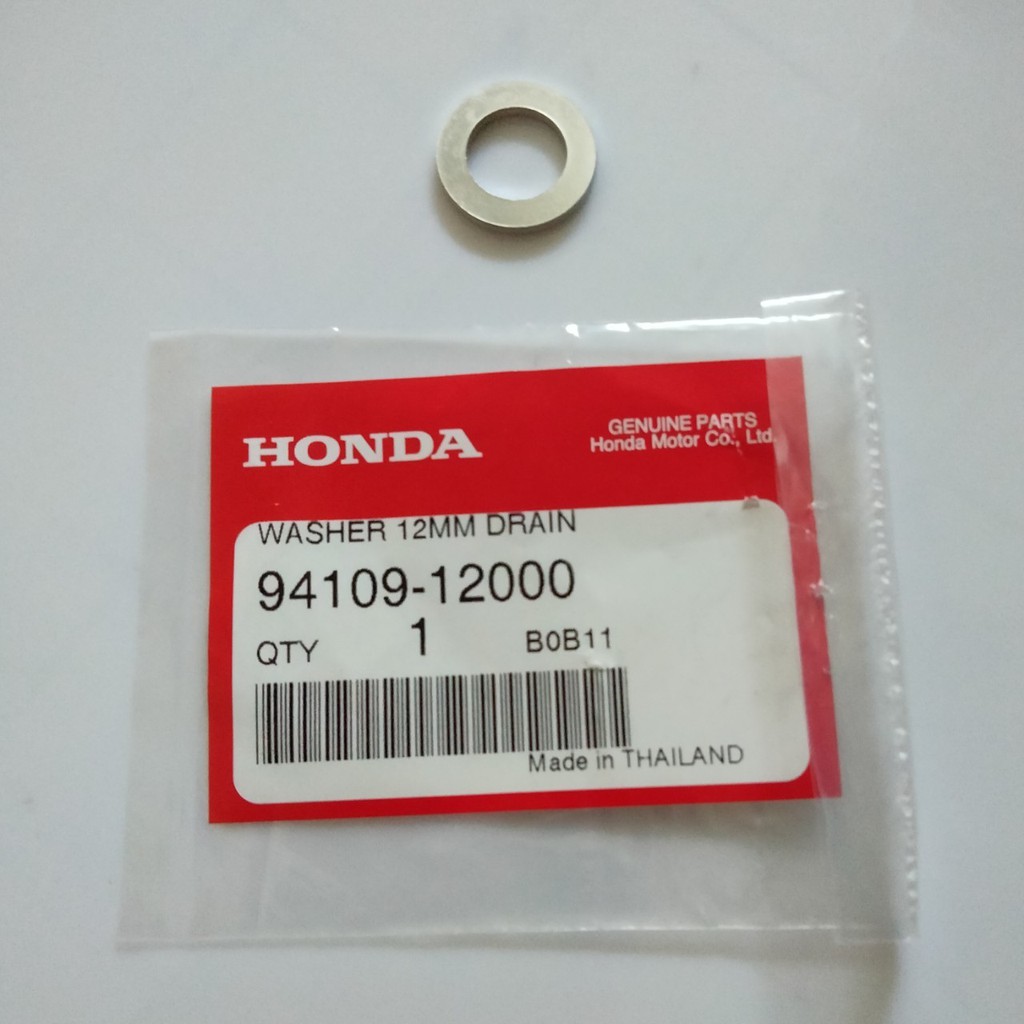 HONDA
GENUINE PARTS
Honda Motor Co., Ltd.
WASHER 12MM DRAIN
94109-12000
QTY 1 B0B11
Made in THAILAND